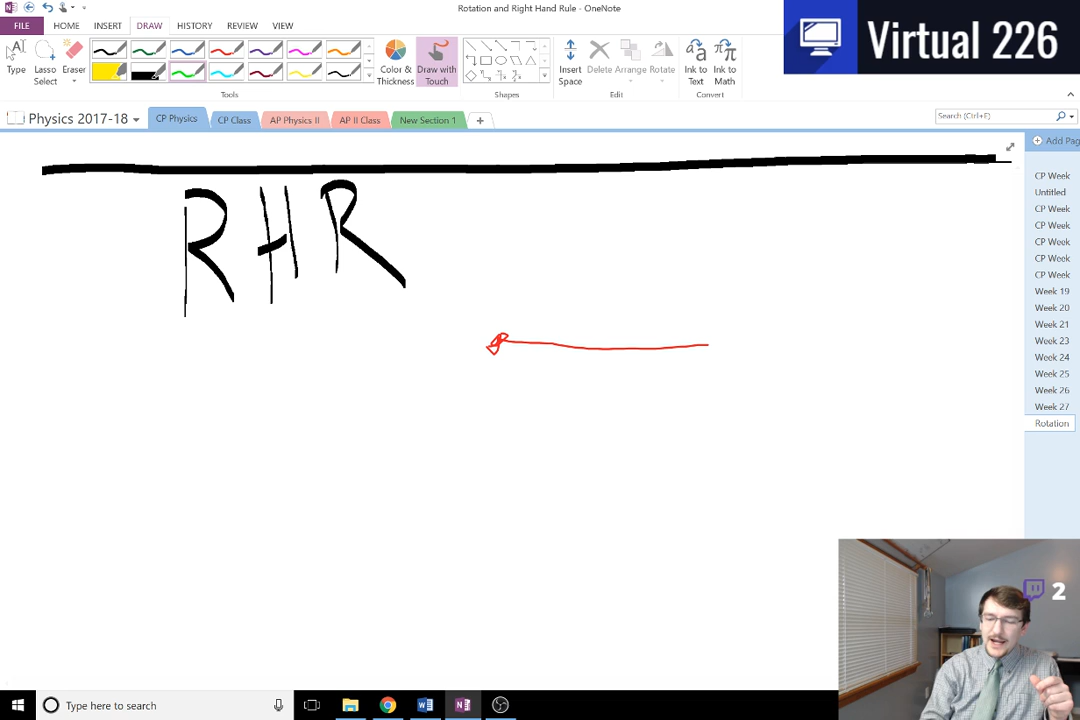 Rotation and Right Hand Rule - OneNote
Virtual 226
FILE HOME INSERT DRAW HISTORY REVIEW VIEW
Type
Lasso Select
Eraser
Color & Thickness
Draw with Touch
Insert Space
Delete
Arrange
Rotate
Ink to Text
Ink to Math
Tools
Shapes
Edit
Convert
Physics 2017-18
CP Physics
CP Class
AP Physics II
AP II Class
New Section 1
Search (Ctrl+E)
Add Pag
CP Week
Untitled
CP Week
CP Week
CP Week
CP Week
CP Week
Week 19
Week 20
Week 21
Week 23
Week 24
Week 25
Week 26
Week 27
Rotation
RHR
2
Type here to search